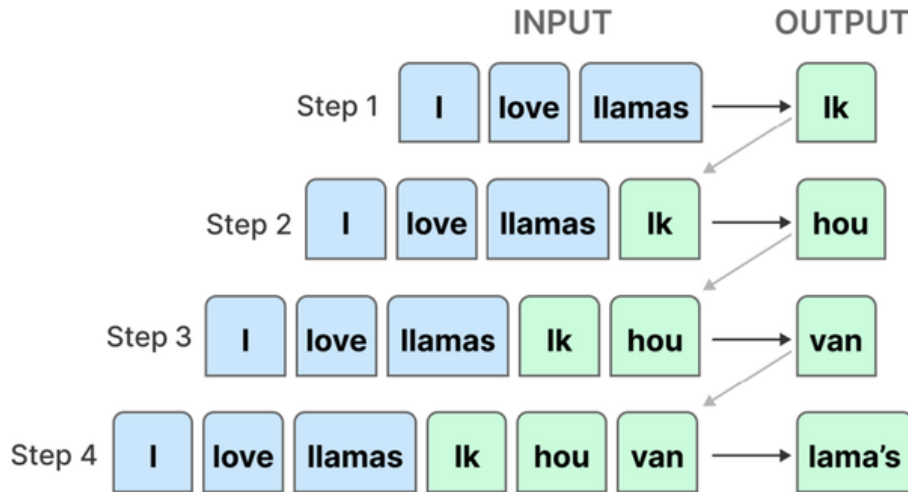 INPUT OUTPUT
Step 1 I love llamas Ik
Step 2 I love llamas Ik hou
Step 3 I love llamas Ik hou van
Step 4 I love llamas Ik hou van lama's